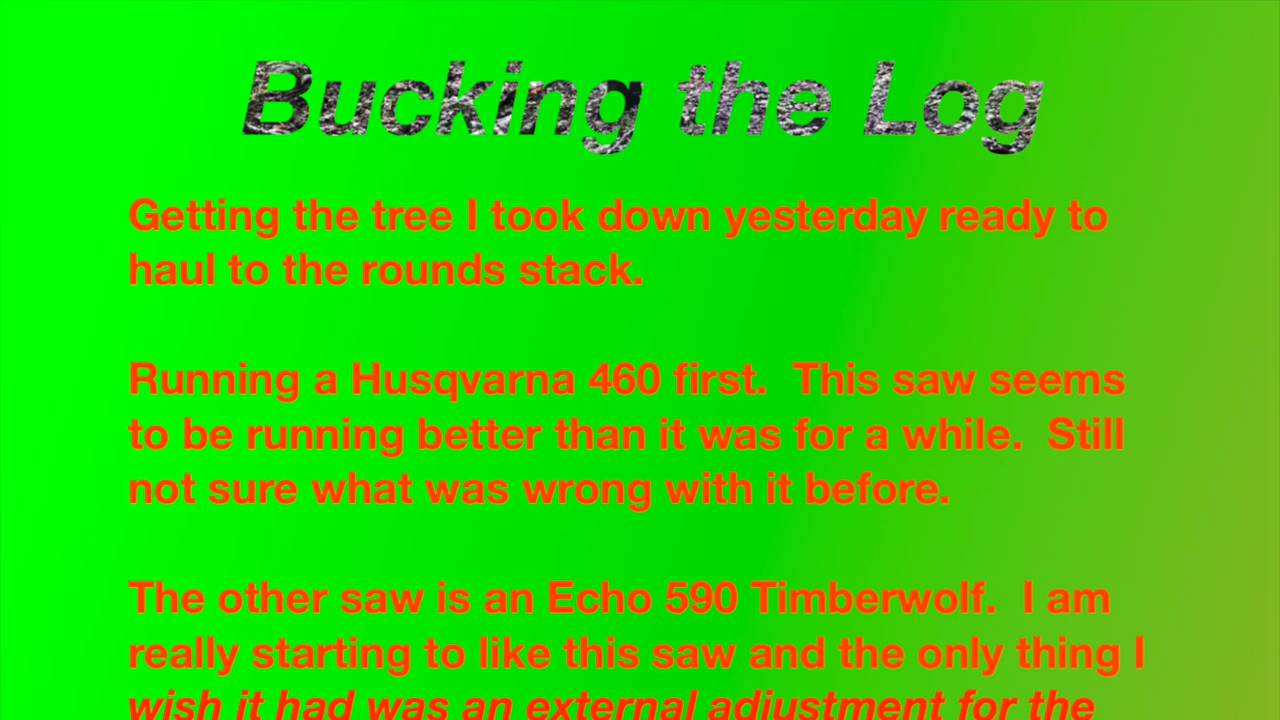 Bucking the Log
Getting the tree I took down yesterday ready to
haul to the rounds stack.
Running a Husqvarna 460 first.  This saw seems
to be running better than it was for a while.  Still
not sure what was wrong with it before.
The other saw is an Echo 590 Timberwolf.  I am
really starting to like this saw and the only thing I
wish it had was an external adjustment for the